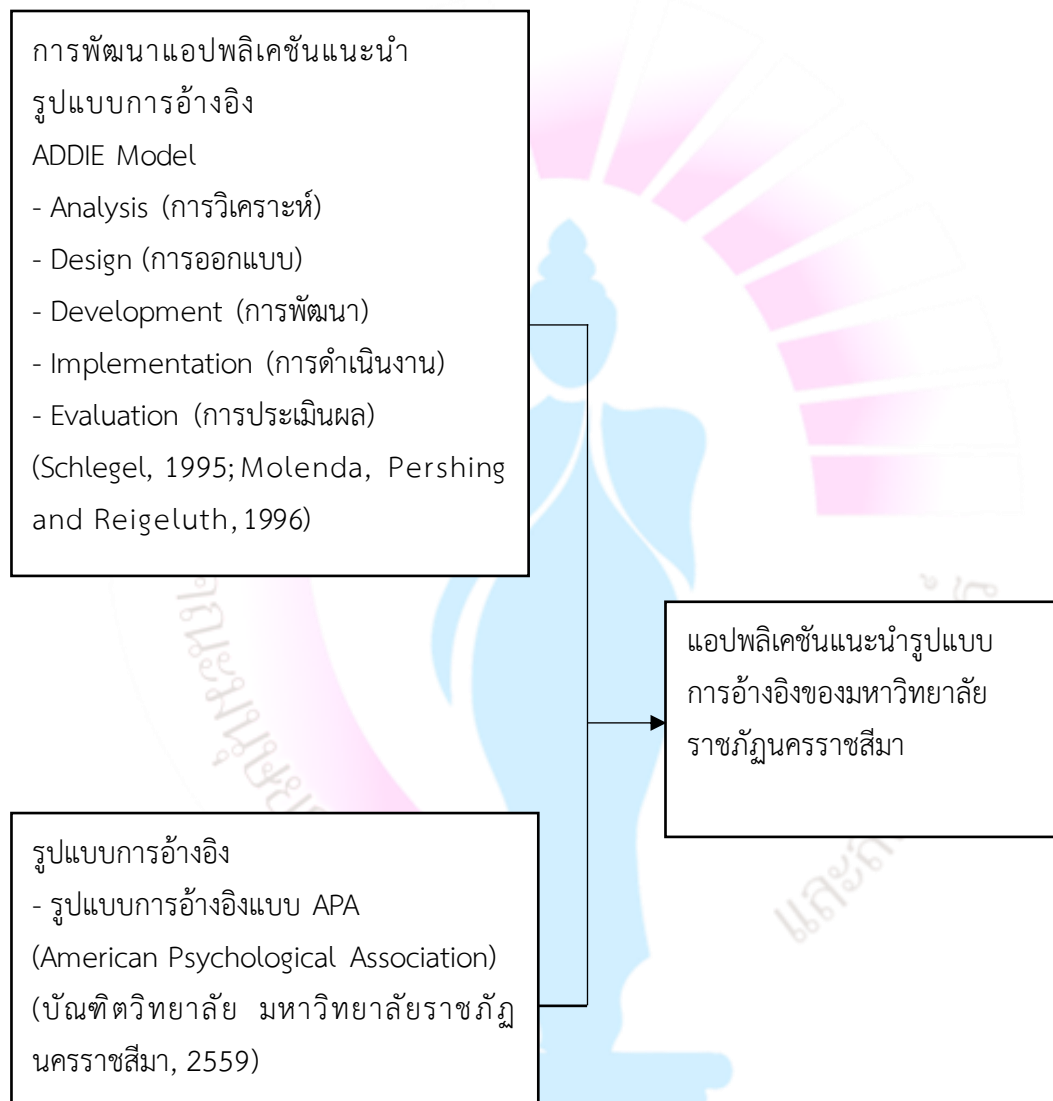 การพัฒนาแอปพลิเคชันแนะนำ
รูปแบบการอ้างอิง
ADDIE Model
- Analysis (การวิเคราะห์)
- Design (การออกแบบ)
- Development (การพัฒนา)
- Implementation (การดำเนินงาน)
- Evaluation (การประเมินผล)
(Schlegel, 1995; Molenda, Pershing
and Reigeluth, 1996)
แอปพลิเคชันแนะนำรูปแบบ
การอ้างอิงของมหาวิทยาลัย
ราชภัฏนครราชสีมา
รูปแบบการอ้างอิง
- รูปแบบการอ้างอิงแบบ APA
(American Psychological Association)
(บัณฑิตวิทยาลัย มหาวิทยาลัยราชภัฏ
นครราชสีมา, 2559)